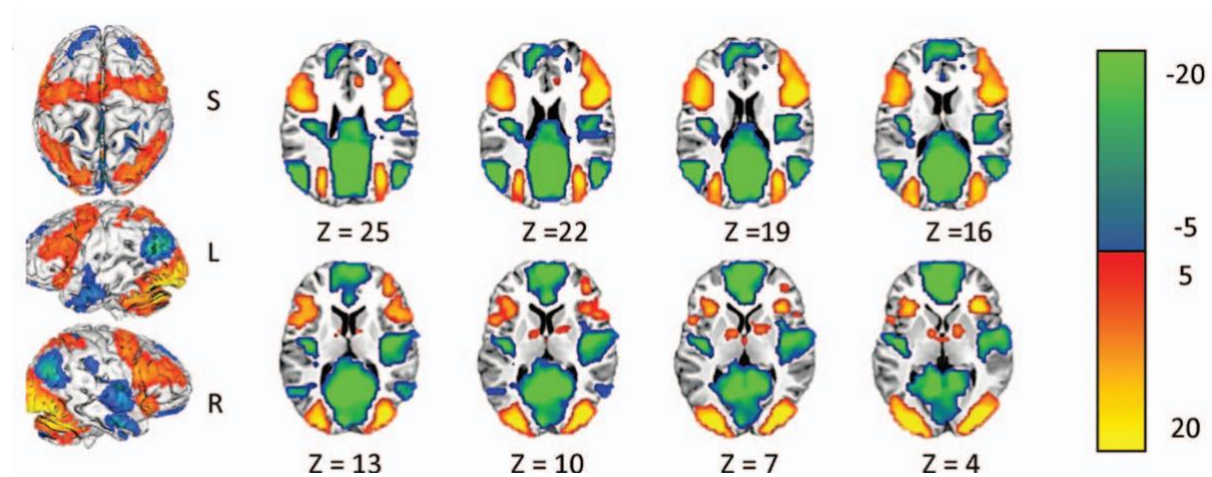 S
L
R
Z = 25
Z =22
Z =19
Z =16
Z = 13
Z = 10
Z = 7
Z = 4
-20
-5
5
20